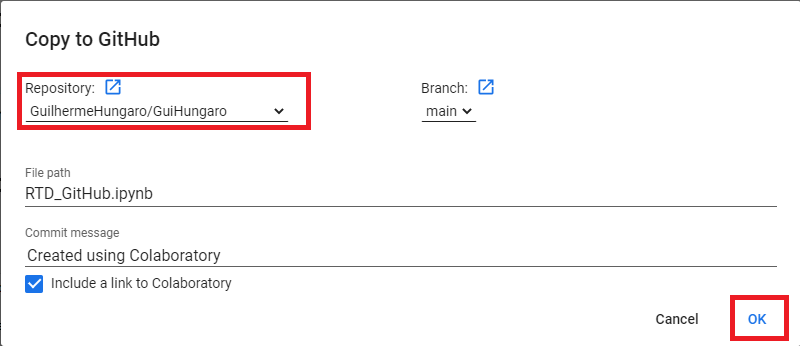 Copy to GitHub
Repository:
Branch:
GuilhermeHungaro/GuiHungaro
main
File path
RTD_GitHub.ipynb
Commit message
Created using Colaboratory
Include a link to Colaboratory
Cancel
OK